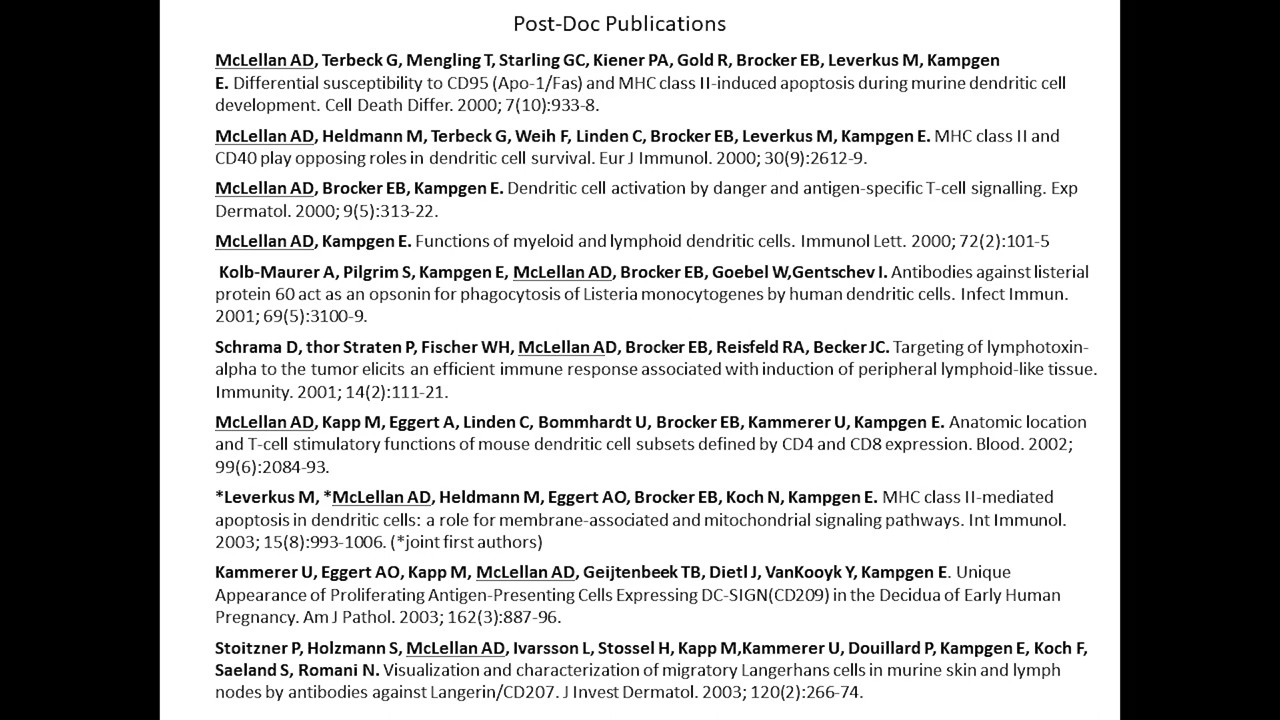 Post-Doc Publications
McLellan AD, Terbeck G, Mengling T, Starling GC, Kiener PA, Gold R, Brocker EB, Leverkus M, Kampgen
E. Differential susceptibility to CD95 (Apo-1/Fas) and MHC class II-induced apoptosis during murine dendritic cell
development. Cell Death Differ. 2000; 7(10):933-8.
McLellan AD, Heldmann M, Terbeck G, Weih F, Linden C, Brocker EB, Leverkus M, Kampgen E. MHC class II and
CD40 play opposing roles in dendritic cell survival. Eur J Immunol. 2000; 30(9):2612-9.
McLellan AD, Brocker EB, Kampgen E. Dendritic cell activation by danger and antigen-specific T-cell signalling. Exp
Dermatol. 2000; 9(5):313-22.
McLellan AD, Kampgen E. Functions of myeloid and lymphoid dendritic cells. Immunol Lett. 2000; 72(2):101-5
Kolb-Maurer A, Pilgrim S, Kampgen E, McLellan AD, Brocker EB, Goebel W,Gentschev I. Antibodies against listerial
protein 60 act as an opsonin for phagocytosis of Listeria monocytogenes by human dendritic cells. Infect Immun.
2001; 69(5):3100-9.
Schrama D, thor Straten P, Fischer WH, McLellan AD, Brocker EB, Reisfeld RA, Becker JC. Targeting of lymphotoxin-
alpha to the tumor elicits an efficient immune response associated with induction of peripheral lymphoid-like tissue.
Immunity. 2001; 14(2):111-21.
McLellan AD, Kapp M, Eggert A, Linden C, Bommhardt U, Brocker EB, Kammerer U, Kampgen E. Anatomic location
and T-cell stimulatory functions of mouse dendritic cell subsets defined by CD4 and CD8 expression. Blood. 2002;
99(6):2084-93.
*Leverkus M, *McLellan AD, Heldmann M, Eggert AO, Brocker EB, Koch N, Kampgen E. MHC class II-mediated
apoptosis in dendritic cells: a role for membrane-associated and mitochondrial signaling pathways. Int Immunol.
2003; 15(8):993-1006. (*joint first authors)
Kammerer U, Eggert AO, Kapp M, McLellan AD, Geijtenbeek TB, Dietl J, VanKooyk Y, Kampgen E. Unique
Appearance of Proliferating Antigen-Presenting Cells Expressing DC-SIGN(CD209) in the Decidua of Early Human
Pregnancy. Am J Pathol. 2003; 162(3):887-96.
Stoitzner P, Holzmann S, McLellan AD, Ivarsson L, Stossel H, Kapp M,Kammerer U, Douillard P, Kampgen E, Koch F,
Saeland S, Romani N. Visualization and characterization of migratory Langerhans cells in murine skin and lymph
nodes by antibodies against Langerin/CD207. J Invest Dermatol. 2003; 120(2):266-74.